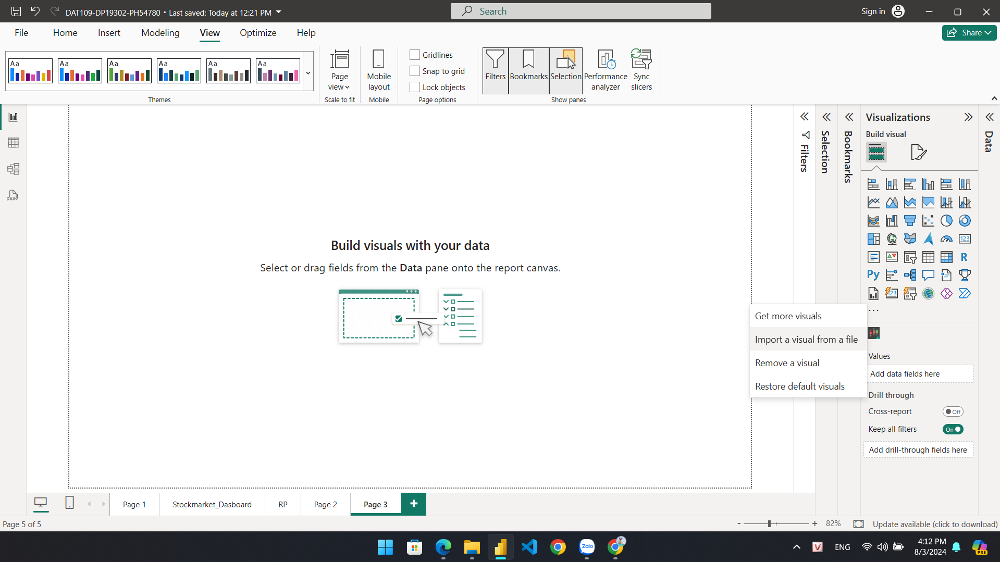 DAT109-DP19302-PH54780 • Last saved: Today at 12:21 PM
Search
Sign in
File
Home
Insert
Modeling
View
Optimize
Help
Share
Aa
Aa
Aa
Aa
Aa
Aa
Themes
Page view
Scale to fit
Mobile layout
Mobile
Gridlines
Snap to grid
Lock objects
Page options
Filters
Bookmarks
Selection
Performance analyzer
Sync slicers
Show panes
DAX
Build visuals with your data
Select or drag fields from the Data pane onto the report canvas.
Filters
Selection
Bookmarks
Visualizations
Build visual
Data
123
R
Py
123
Get more visuals
Import a visual from a file
Remove a visual
Restore default visuals
Values
Add data fields here
Drill through
Cross-report
Off
Keep all filters
On
Add drill-through fields here
Page 1
Stockmarket_Dasboard
RP
Page 2
Page 3
+
Page 5 of 5
- + 82%
Update available (click to download)
Zalo
V
ENG
4:12 PM
8/3/2024
PRE